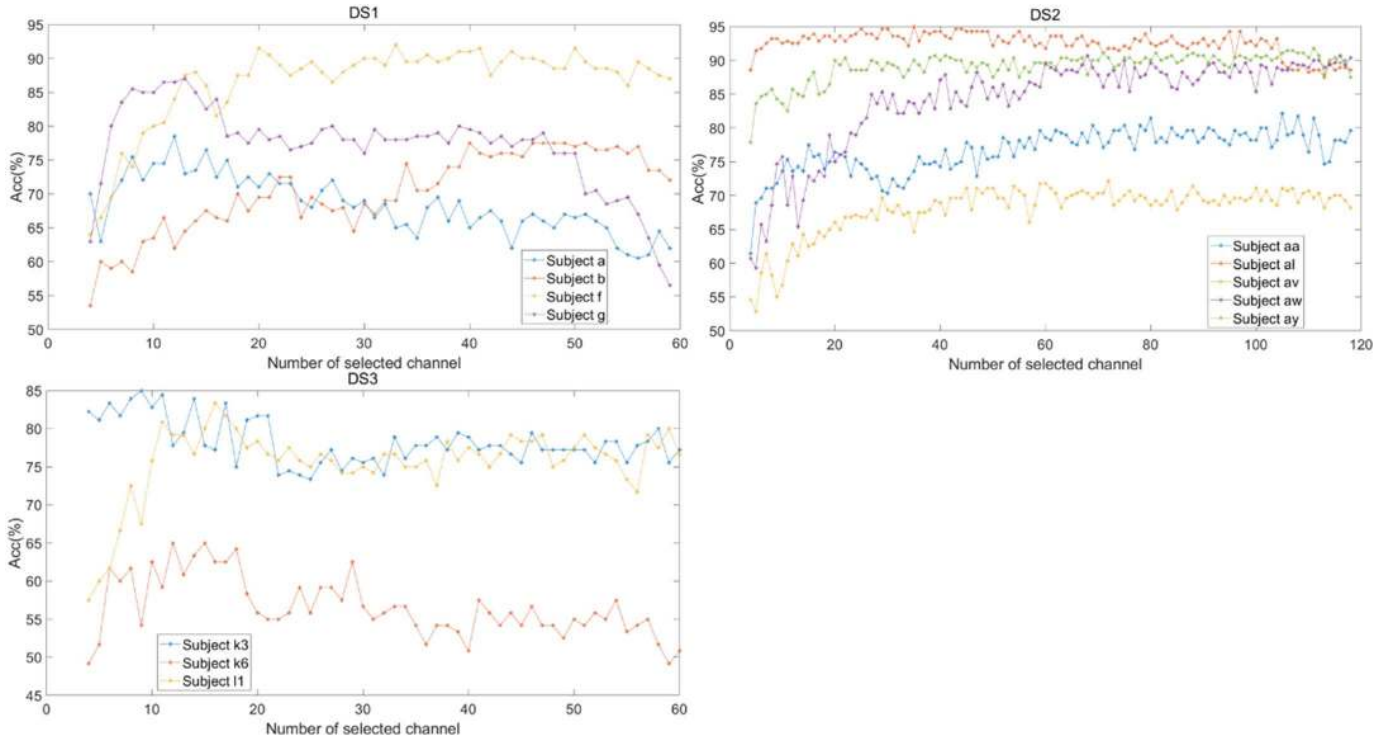 DS1
95
90
85
80
75
70
65
60
55
50
Acc(%)
0 10 20 30 40 50 60
Number of selected channel
Subject a
Subject b
Subject f
Subject g
DS2
95
90
85
80
75
70
65
60
55
50
Acc(%)
0 20 40 60 80 100 120
Number of selected channel
Subject aa
Subject al
Subject av
Subject aw
Subject ay
DS3
85
80
75
70
65
60
55
50
45
Acc(%)
0 10 20 30 40 50 60
Number of selected channel
Subject k3
Subject k6
Subject l1